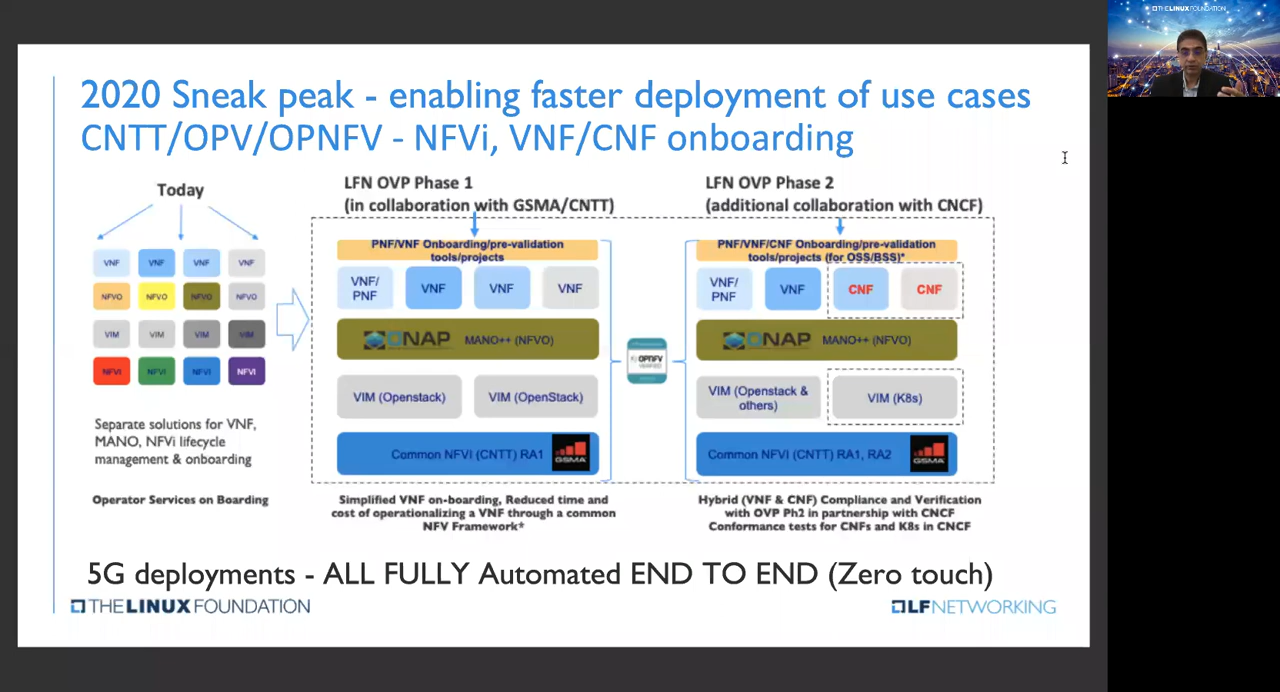 THE LINUX FOUNDATION
2020 Sneak peak - enabling faster deployment of use cases
CNTT/OPV/OPNFV - NFVi, VNF/CNF onboarding
Today
VNF VNF VNF VNF
NFVO NFVO NFVO NFVO
VIM VIM VIM VIM
NFVI NFVI NFVI NFVI
Separate solutions for VNF,
MANO, NFVi lifecycle
management & onboarding
Operator Services on Boarding
LFN OVP Phase 1
(in collaboration with GSMA/CNTT)
PNF/VNF Onboarding/pre-validation
tools/projects
VNF/
PNF
VNF VNF VNF
ONAP MANO++ (NFVO)
VIM (Openstack) VIM (OpenStack)
Common NFVI (CNTT) RA1 GSMA
Simplified VNF on-boarding, Reduced time and
cost of operationalizing a VNF through a common
NFV Framework*
OPNFV
VERIFIED
LFN OVP Phase 2
(additional collaboration with CNCF)
PNF/VNF/CNF Onboarding/pre-validation
tools/projects (for OSS/BSS)*
VNF/
PNF
VNF CNF CNF
ONAP MANO++ (NFVO)
VIM (Openstack &
others)
VIM (K8s)
Common NFVI (CNTT) RA1, RA2 GSMA
Hybrid (VNF & CNF) Compliance and Verification
with OVP Ph2 in partnership with CNCF
Conformance tests for CNFs and K8s in CNCF
5G deployments - ALL FULLY Automated END TO END (Zero touch)
THE LINUX FOUNDATION
LF NETWORKING